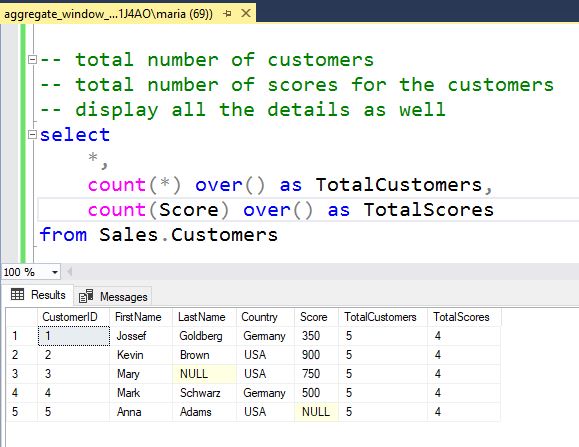 aggregate_window_...1J4AO\maria (69))
-- total number of customers
-- total number of scores for the customers
-- display all the details as well
select
*,
count(*) over() as TotalCustomers,
count(Score) over() as TotalScores
from Sales.Customers
100 %
Results Messages
CustomerID FirstName LastName Country Score TotalCustomers TotalScores
1 1 Jossef Goldberg Germany 350 5 4
2 2 Kevin Brown USA 900 5 4
3 3 Mary NULL USA 750 5 4
4 4 Mark Schwarz Germany 500 5 4
5 5 Anna Adams USA NULL 5 4